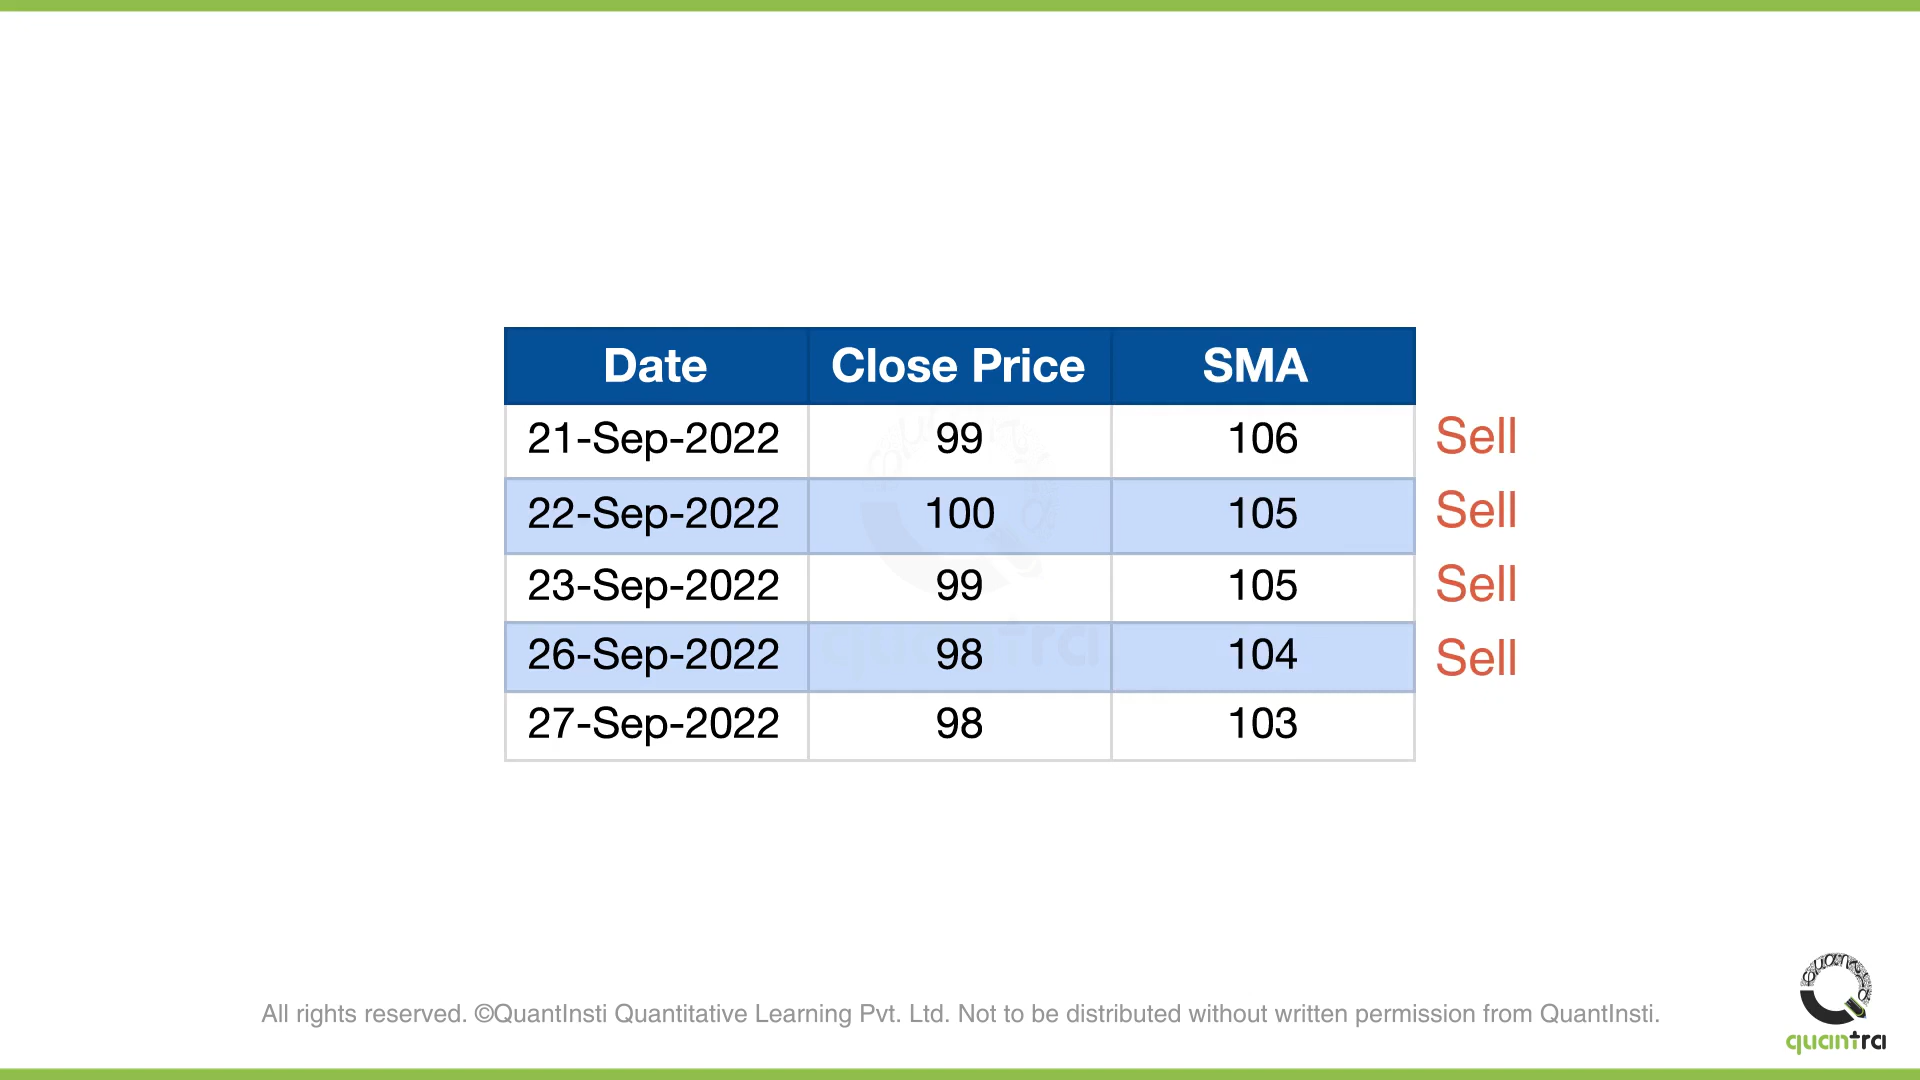 Date Close Price SMA
21-Sep-2022 99 106 Sell
22-Sep-2022 100 105 Sell
23-Sep-2022 99 105 Sell
26-Sep-2022 98 104 Sell
27-Sep-2022 98 103
All rights reserved. ©QuantInsti Quantitative Learning Pvt. Ltd. Not to be distributed without written permission from QuantInsti.
quantra